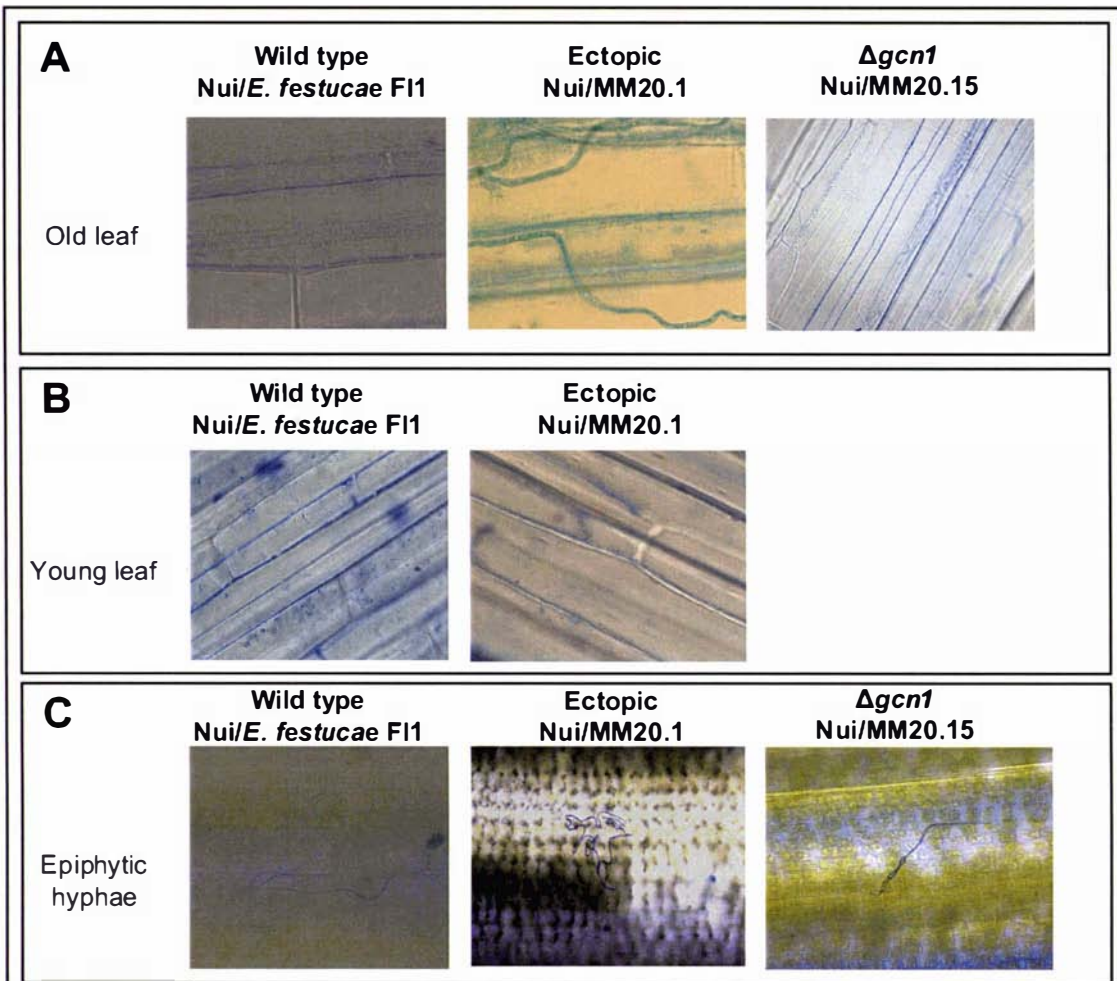 A
Wild type
Nui/E. festucae Fl1
Ectopic
Nui/MM20.1
Δgcn1
Nui/MM20.15
Old leaf
B
Wild type
Nui/E. festucae Fl1
Ectopic
Nui/MM20.1
Young leaf
C
Wild type
Nui/E. festucae Fl1
Ectopic
Nui/MM20.1
Δgcn1
Nui/MM20.15
Epiphytic
hyphae